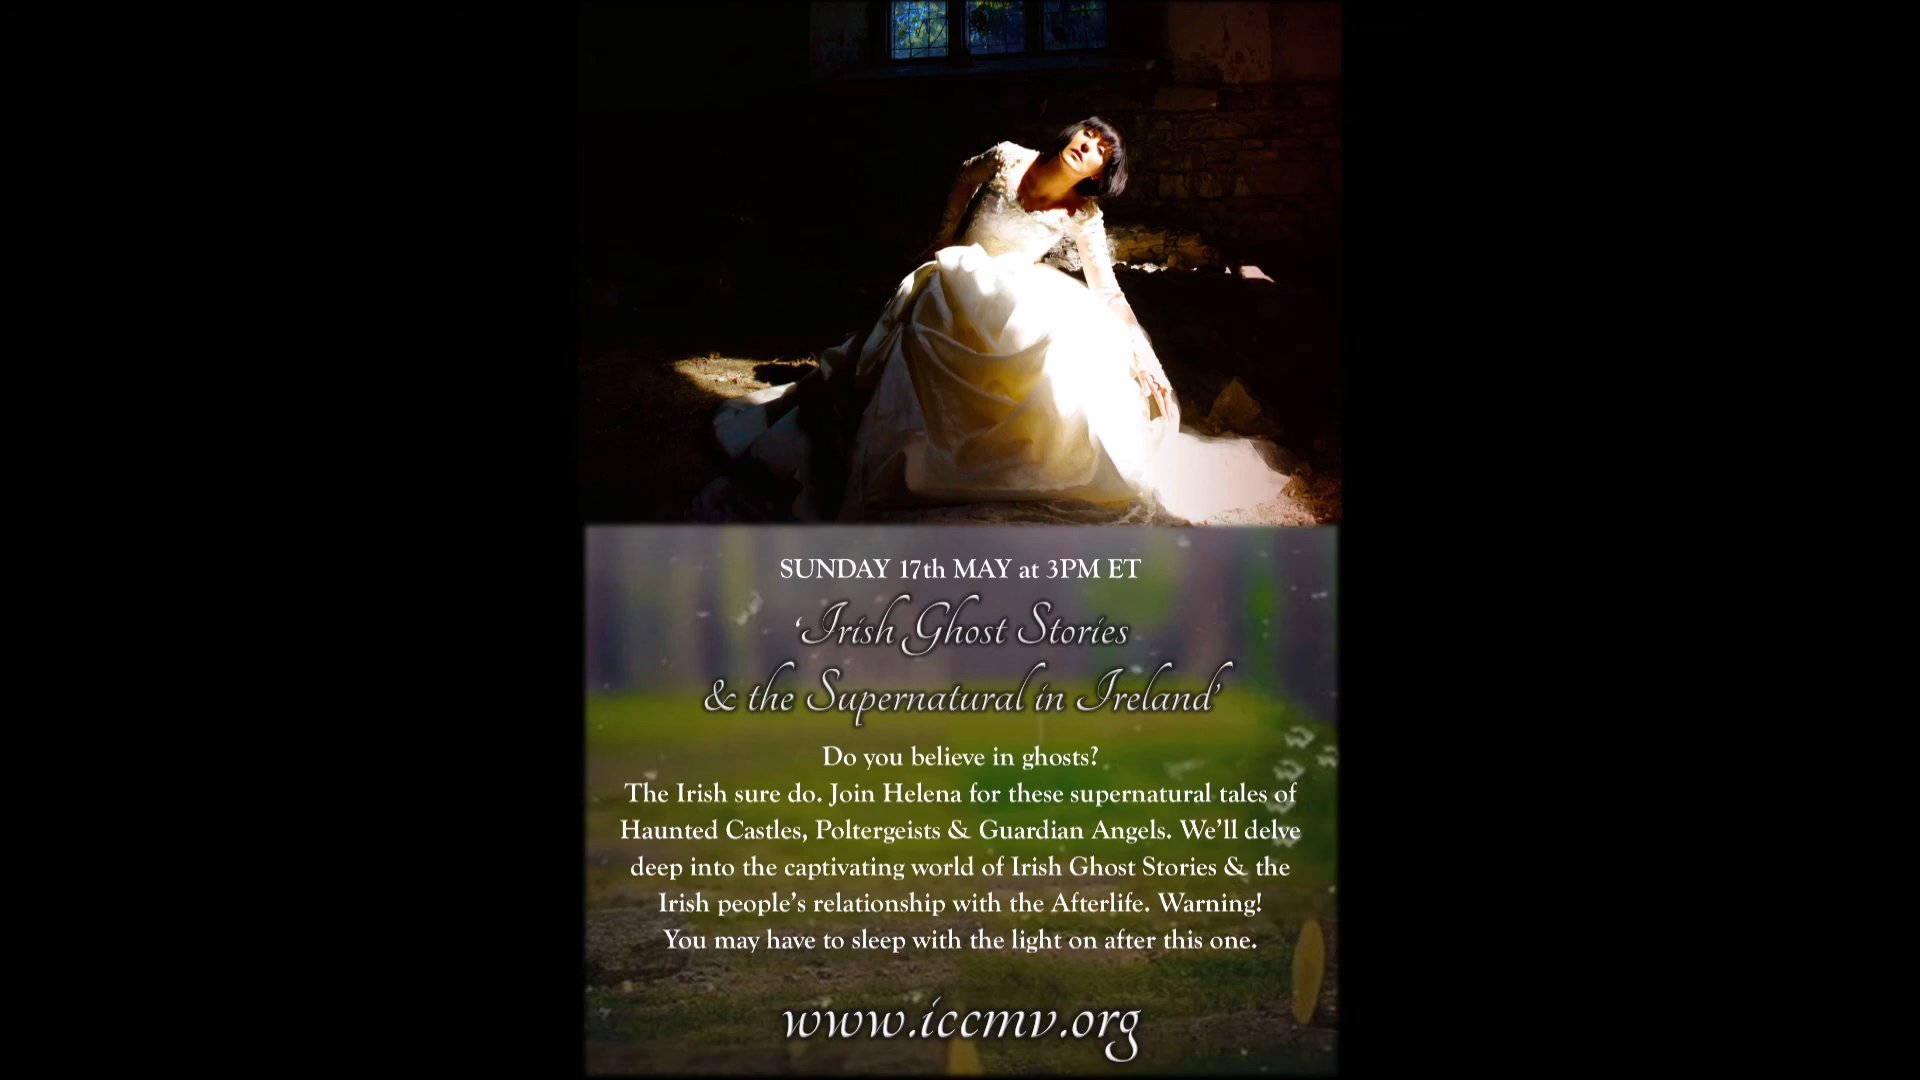 SUNDAY 17th MAY at 3PM ET
‘Irish Ghost Stories
& the Supernatural in Ireland’
Do you believe in ghosts?
The Irish sure do. Join Helena for these supernatural tales of
Haunted Castles, Poltergeists & Guardian Angels. We’ll delve
deep into the captivating world of Irish Ghost Stories & the
Irish people’s relationship with the Afterlife. Warning!
You may have to sleep with the light on after this one.
www.iccmv.org